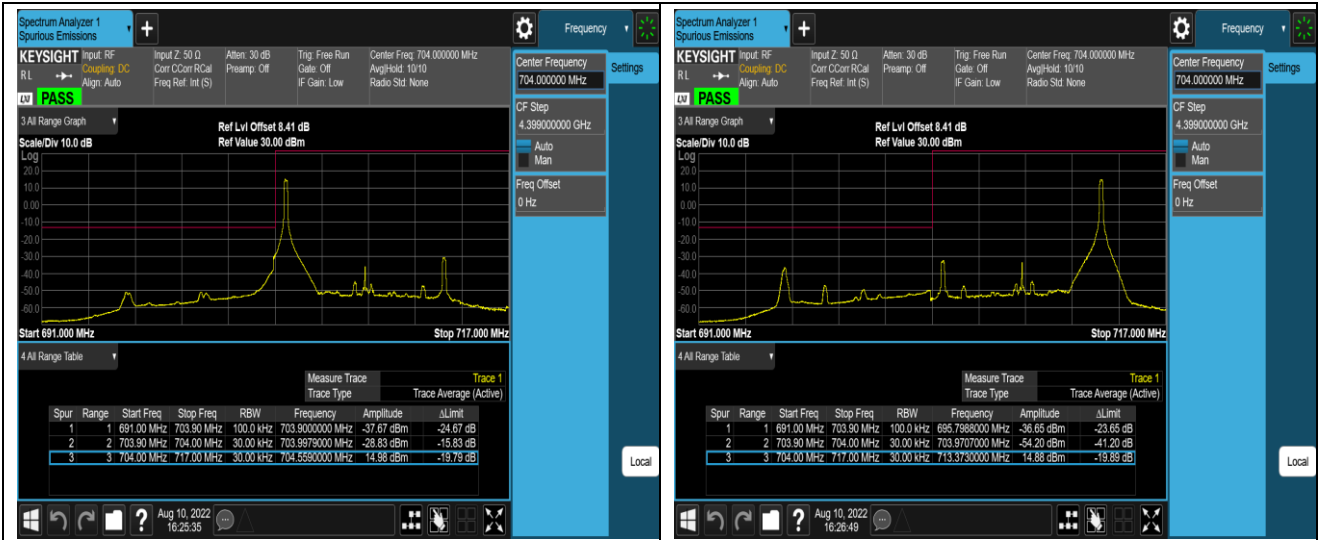 Spectrum Analyzer 1
Spurious Emissions
+
Frequency
KEYSIGHT Input: RF Input Z: 50 Ω Atten: 30 dB Trig: Free Run Center Freq: 704.000000 MHz
RL Coupling: DC Corr CCorr RCal Preamp: Off Gate: Off Avg|Hold: 10/10
Align: Auto Freq Ref: Int (S) IF Gain: Low Radio Std: None
LXI PASS
Center Frequency
704.000000 MHz
Settings
CF Step
4.399000000 GHz
Auto
Man
Freq Offset
0 Hz
3 All Range Graph
Ref Lvl Offset 8.41 dB
Scale/Div 10.0 dB Ref Value 30.00 dBm
Log
20.0
10.0
0.00
-10.0
-20.0
-30.0
-40.0
-50.0
-60.0
Start 691.000 MHz Stop 717.000 MHz
4 All Range Table
Measure Trace Trace 1
Trace Type Trace Average (Active)
Spur Range Start Freq Stop Freq RBW Frequency Amplitude ΔLimit
1 1 691.00 MHz 703.90 MHz 100.0 kHz 703.9000000 MHz -37.67 dBm -24.67 dB
2 2 703.90 MHz 704.00 MHz 30.00 kHz 703.9979000 MHz -28.83 dBm -15.83 dB
3 3 704.00 MHz 717.00 MHz 30.00 kHz 704.5590000 MHz 14.98 dBm -19.79 dB
Local
?
Aug 10, 2022
16:25:35
Spectrum Analyzer 1
Spurious Emissions
+
Frequency
KEYSIGHT Input: RF Input Z: 50 Ω Atten: 30 dB Trig: Free Run Center Freq: 704.000000 MHz
RL Coupling: DC Corr CCorr RCal Preamp: Off Gate: Off Avg|Hold: 10/10
Align: Auto Freq Ref: Int (S) IF Gain: Low Radio Std: None
LXI PASS
Center Frequency
704.000000 MHz
Settings
CF Step
4.399000000 GHz
Auto
Man
Freq Offset
0 Hz
3 All Range Graph
Ref Lvl Offset 8.41 dB
Scale/Div 10.0 dB Ref Value 30.00 dBm
Log
20.0
10.0
0.00
-10.0
-20.0
-30.0
-40.0
-50.0
-60.0
Start 691.000 MHz Stop 717.000 MHz
4 All Range Table
Measure Trace Trace 1
Trace Type Trace Average (Active)
Spur Range Start Freq Stop Freq RBW Frequency Amplitude ΔLimit
1 1 691.00 MHz 703.90 MHz 100.0 kHz 695.7988000 MHz -36.65 dBm -23.65 dB
2 2 703.90 MHz 704.00 MHz 30.00 kHz 703.9707000 MHz -54.20 dBm -41.20 dB
3 3 704.00 MHz 717.00 MHz 30.00 kHz 713.3730000 MHz 14.88 dBm -19.89 dB
Local
?
Aug 10, 2022
16:26:49